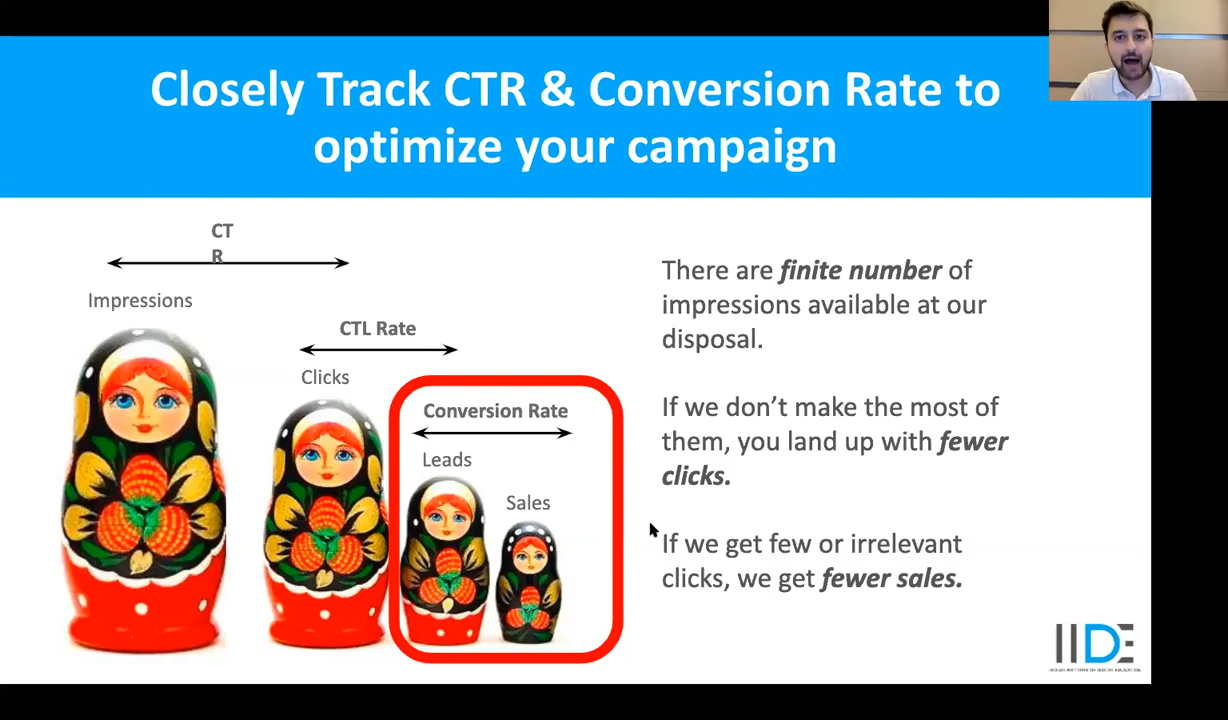 Closely Track CTR & Conversion Rate to
optimize your campaign
CT
R
Impressions
CTL Rate
Clicks
Conversion Rate
Leads
Sales
There are finite number of
impressions available at our
disposal.
If we don’t make the most of
them, you land up with fewer
clicks.
If we get few or irrelevant
clicks, we get fewer sales.
IIDE